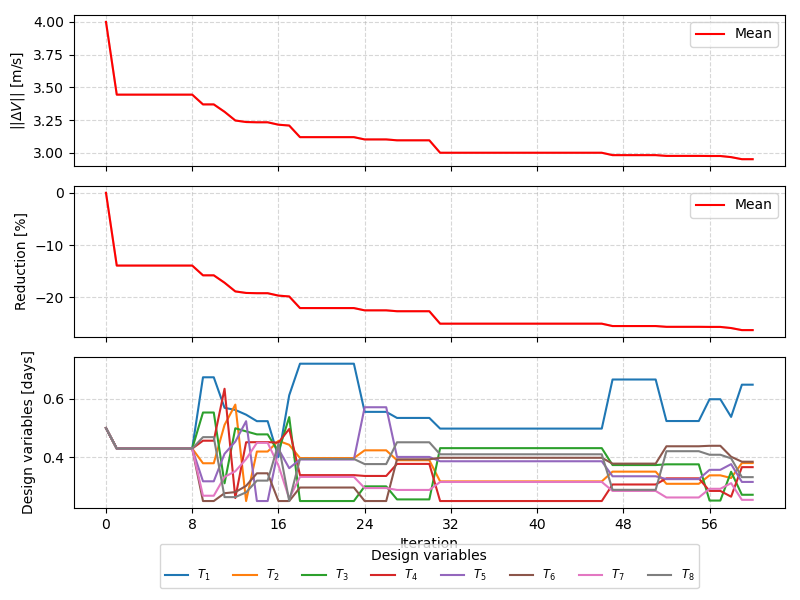 4.00
3.75
3.50
3.25
3.00
||ΔV|| [m/s]
Mean
0
−10
−20
Reduction [%]
Mean
0.6
0.4
Design variables [days]
0 8 16 24 32 40 48 56
Iteration
Design variables
T1 T2 T3 T4 T5 T6 T7 T8